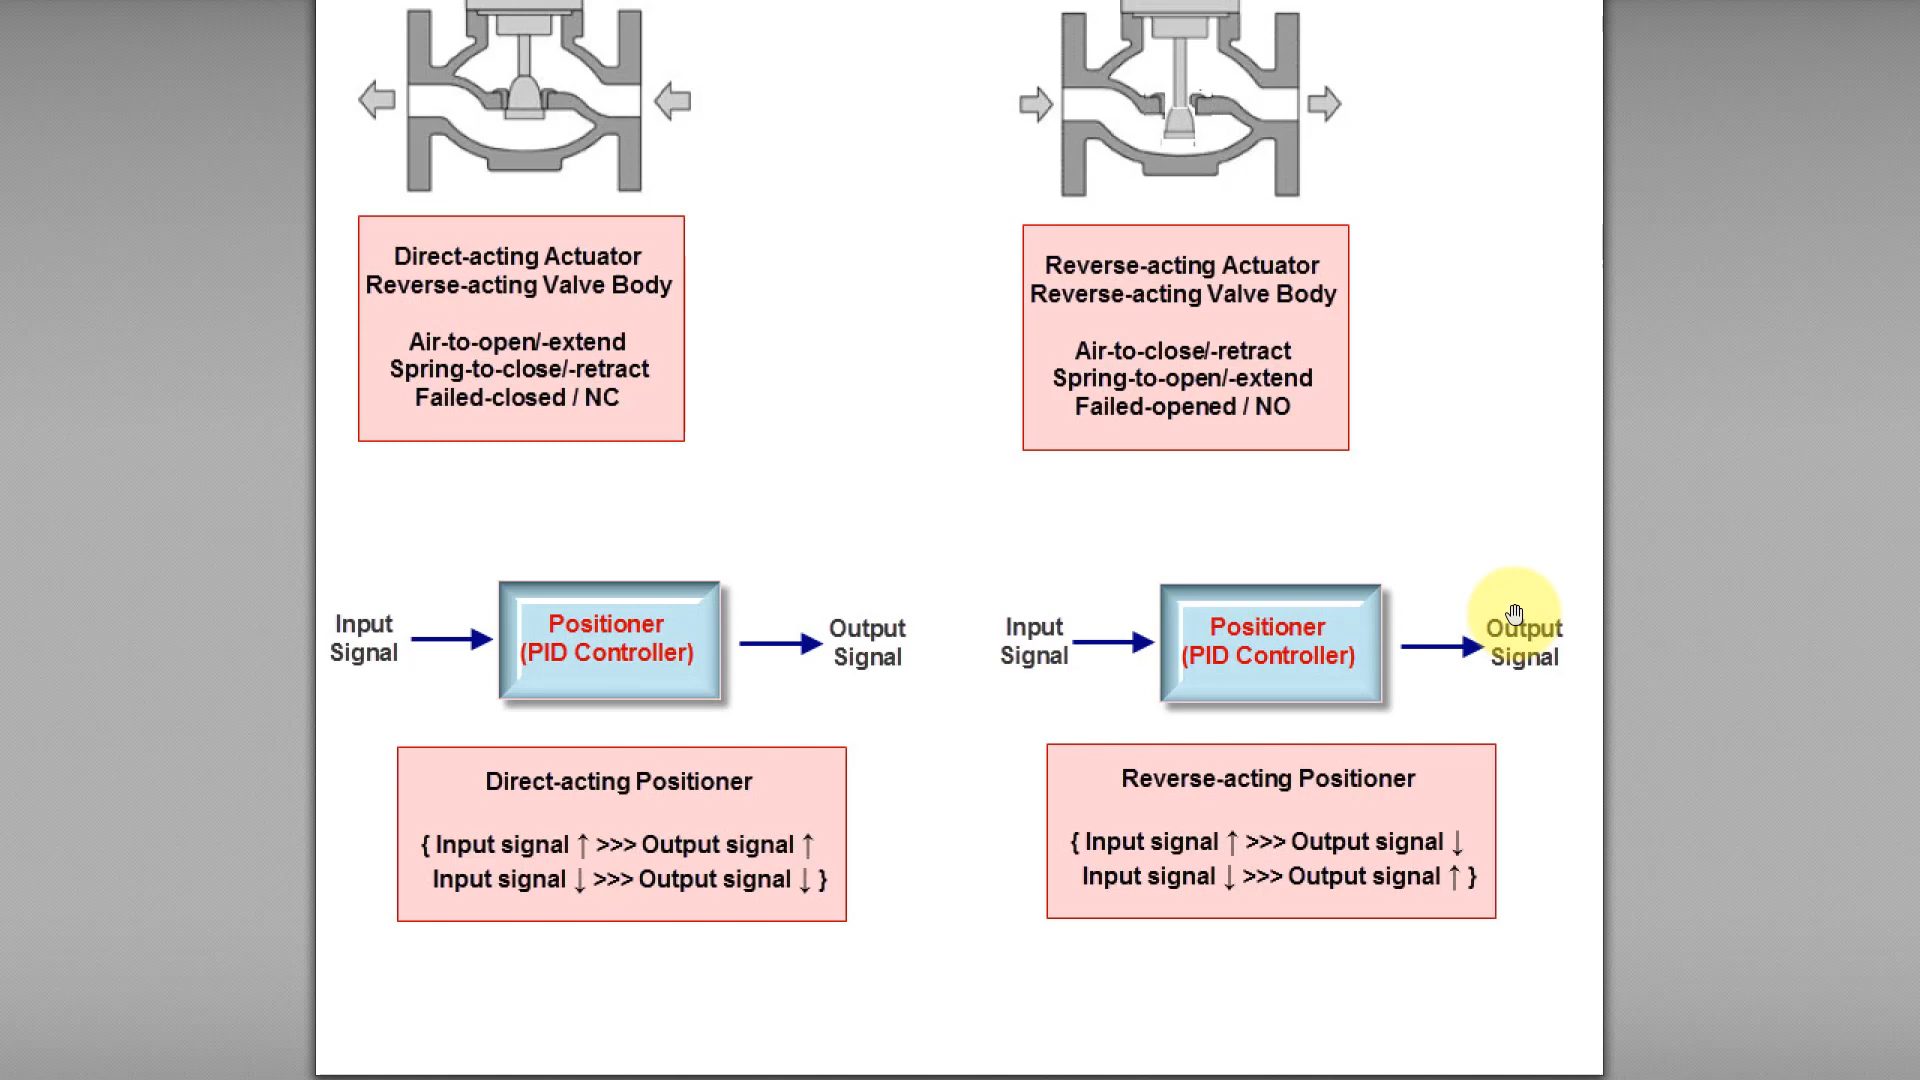 Direct-acting Actuator
Reverse-acting Valve Body
Air-to-open/-extend
Spring-to-close/-retract
Failed-closed / NC
Reverse-acting Actuator
Reverse-acting Valve Body
Air-to-close/-retract
Spring-to-open/-extend
Failed-opened / NO
Input
Signal
Positioner
(PID Controller)
Output
Signal
Input
Signal
Positioner
(PID Controller)
Output
Signal
Direct-acting Positioner
{ Input signal ↑ >>> Output signal ↑
Input signal ↓ >>> Output signal ↓ }
Reverse-acting Positioner
{ Input signal ↑ >>> Output signal ↓
Input signal ↓ >>> Output signal ↑ }